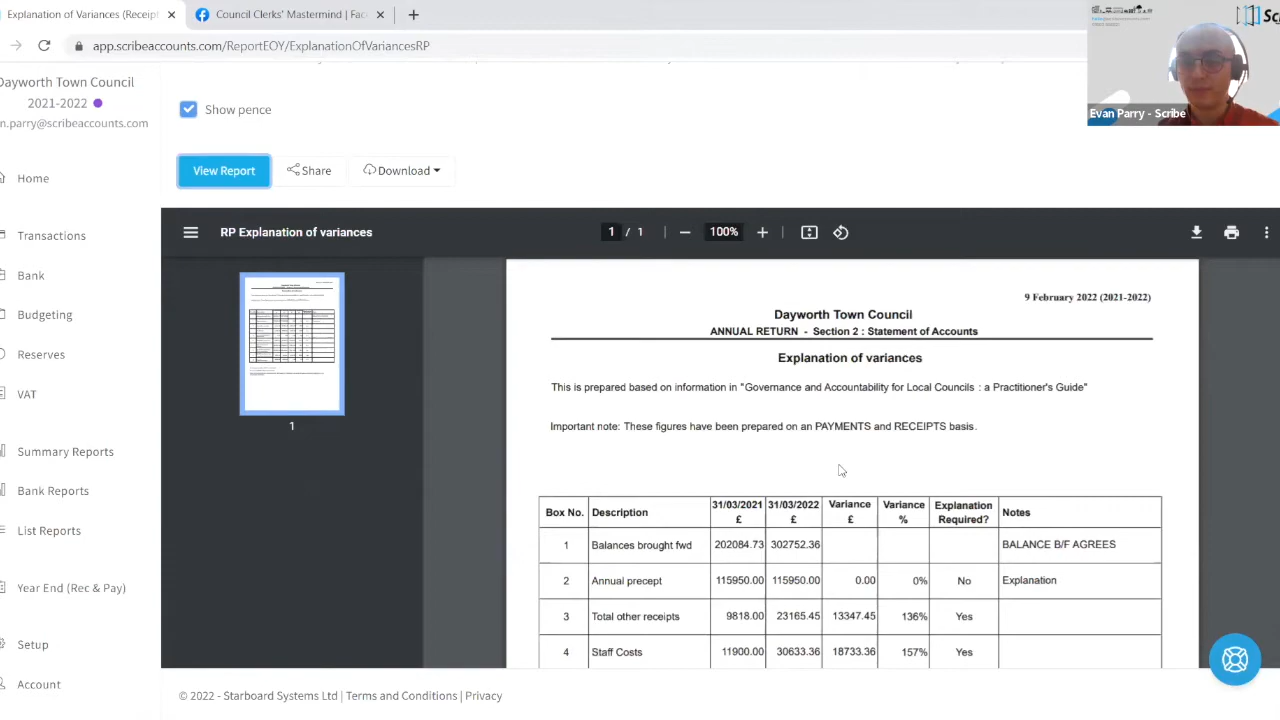 Explanation of Variances (Receip
Council Clerks' Mastermind | Fac
app.scribeaccounts.com/ReportEOY/ExplanationOfVariancesRP
Evan Parry - Scribe
Dayworth Town Council
2021-2022
n.parry@scribeaccounts.com
Home
Transactions
Bank
Budgeting
Reserves
VAT
Summary Reports
Bank Reports
List Reports
Year End (Rec & Pay)
Setup
Account
Show pence
View Report
Share
Download
RP Explanation of variances
1 / 1
100%
1
9 February 2022 (2021-2022)
Dayworth Town Council
ANNUAL RETURN - Section 2 : Statement of Accounts
Explanation of variances
This is prepared based on information in "Governance and Accountability for Local Councils : a Practitioner's Guide"
Important note: These figures have been prepared on an PAYMENTS and RECEIPTS basis.
Box No. Description 31/03/2021 £ 31/03/2022 £ Variance £ Variance % Explanation Required? Notes
1 Balances brought fwd 202084.73 302752.36 BALANCE B/F AGREES
2 Annual precept 115950.00 115950.00 0.00 0% No Explanation
3 Total other receipts 9818.00 23165.45 13347.45 136% Yes
4 Staff Costs 11900.00 30633.36 18733.36 157% Yes
© 2022 - Starboard Systems Ltd | Terms and Conditions | Privacy